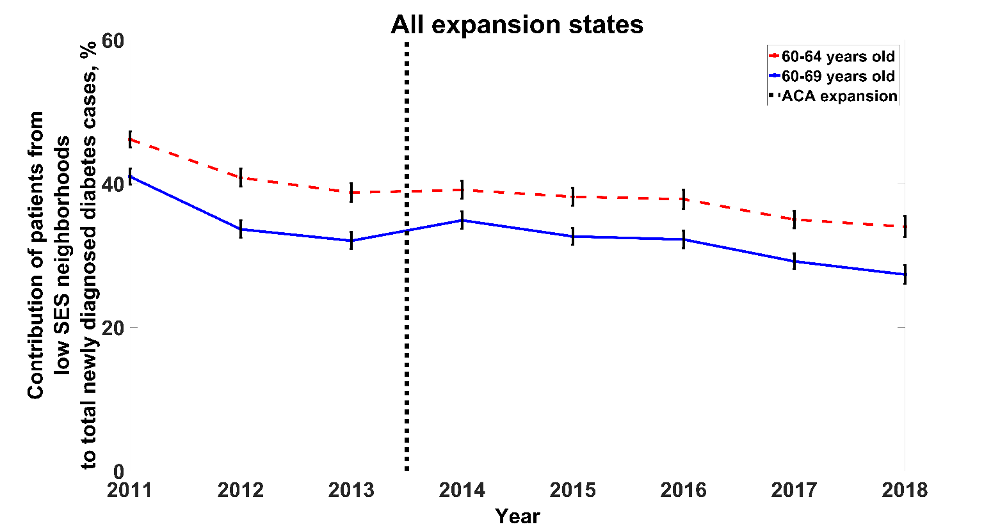 All expansion states
60
40
20
0
Contribution of patients from
low SES neighborhoods
to total newly diagnosed diabetes cases, %
60-64 years old
60-69 years old
ACA expansion
2011 2012 2013 2014 2015 2016 2017 2018
Year